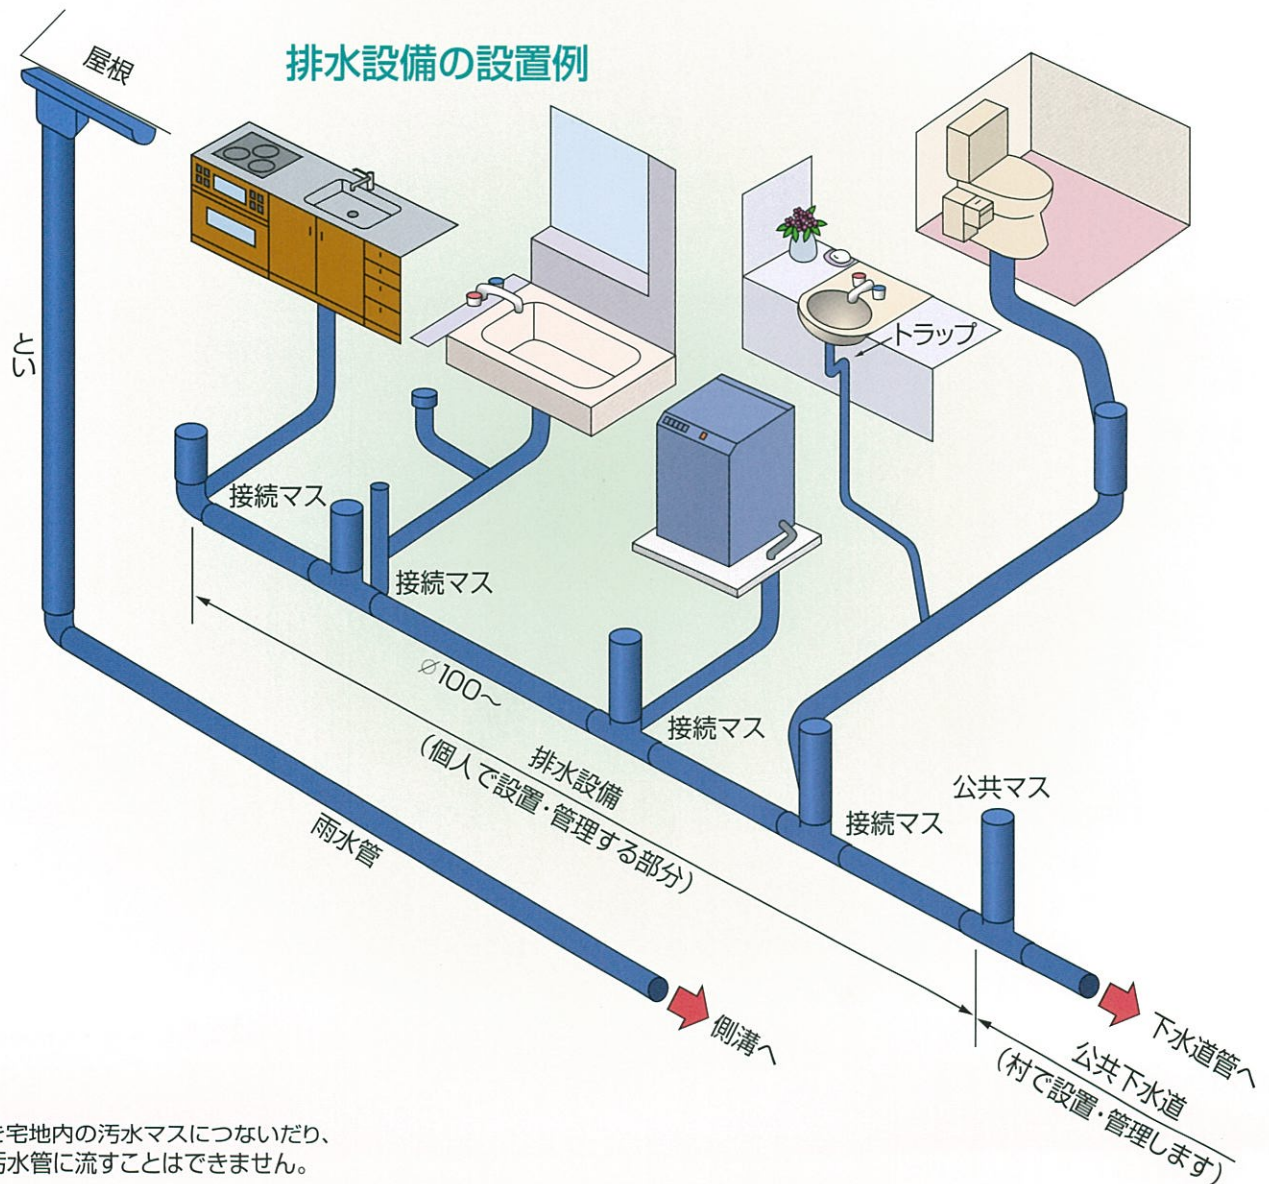 排水設備の設置例
屋根
とい
トラップ
接続マス
接続マス
接続マス
接続マス
公共マス
∅100〜
排水設備
(個人で設置・管理する部分)
雨水管
側溝へ
下水道管へ
公共下水道
(村で設置・管理します)
宅地内の汚水マスにつないだり、
汚水管に流すことはできません。